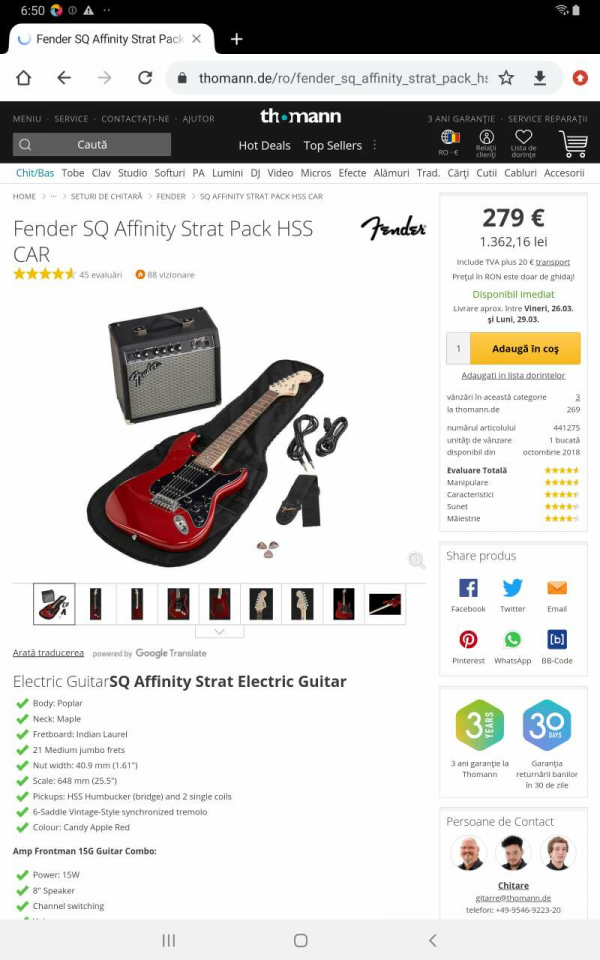 6:50
Fender SQ Affinity Strat Pack
thomann.de/ro/fender_sq_affinity_strat_pack_hs
MENIU · SERVICE · CONTACTAȚI-NE · AJUTOR
th•mann
3 ANI GARANȚIE · SERVICE REPARAȚII
Caută
Hot Deals Top Sellers
RO · €
Relații clienți
Lista de dorințe
Chit/Bas Tobe Clav Studio Softuri PA Lumini DJ Video Micros Efecte Alămuri Trad. Cărți Cutii Cabluri Accesorii
HOME > ··· > SETURI DE CHITARĂ > FENDER > SQ AFFINITY STRAT PACK HSS CAR
Fender SQ Affinity Strat Pack HSS
CAR
Fender
45 evaluări 88 vizionare
Fender
279 €
1.362,16 lei
Include TVA plus 20 € transport
Prețul în RON este doar de ghidaj!
Disponibil imediat
Livrare aprox. între Vineri, 26.03.
și Luni, 29.03.
1 Adaugă în coş
Adaugati in lista dorintelor
vânzări în această categorie 3
la thomann.de 269
numărul articolului 441275
unități de vânzare 1 bucată
disponibil din octombrie 2018
Evaluare Totală
Manipulare
Caracteristici
Sunet
Măiestrie
Share produs
Facebook Twitter Email
Pinterest WhatsApp BB-Code
Arată traducerea powered by Google Translate
Electric GuitarSQ Affinity Strat Electric Guitar
Body: Poplar
Neck: Maple
Fretboard: Indian Laurel
21 Medium jumbo frets
Nut width: 40.9 mm (1.61")
Scale: 648 mm (25.5")
Pickups: HSS Humbucker (bridge) and 2 single coils
6-Saddle Vintage-Style synchronized tremolo
Colour: Candy Apple Red
Amp Frontman 15G Guitar Combo:
Power: 15W
8" Speaker
Channel switching
3 YEARS
30 DAYS
3 ani garanție la
Thomann
Garanția
returnării banilor
în 30 de zile
Persoane de Contact
Chitare
gitarre@thomann.de
telefon: +49-9546-9223-20